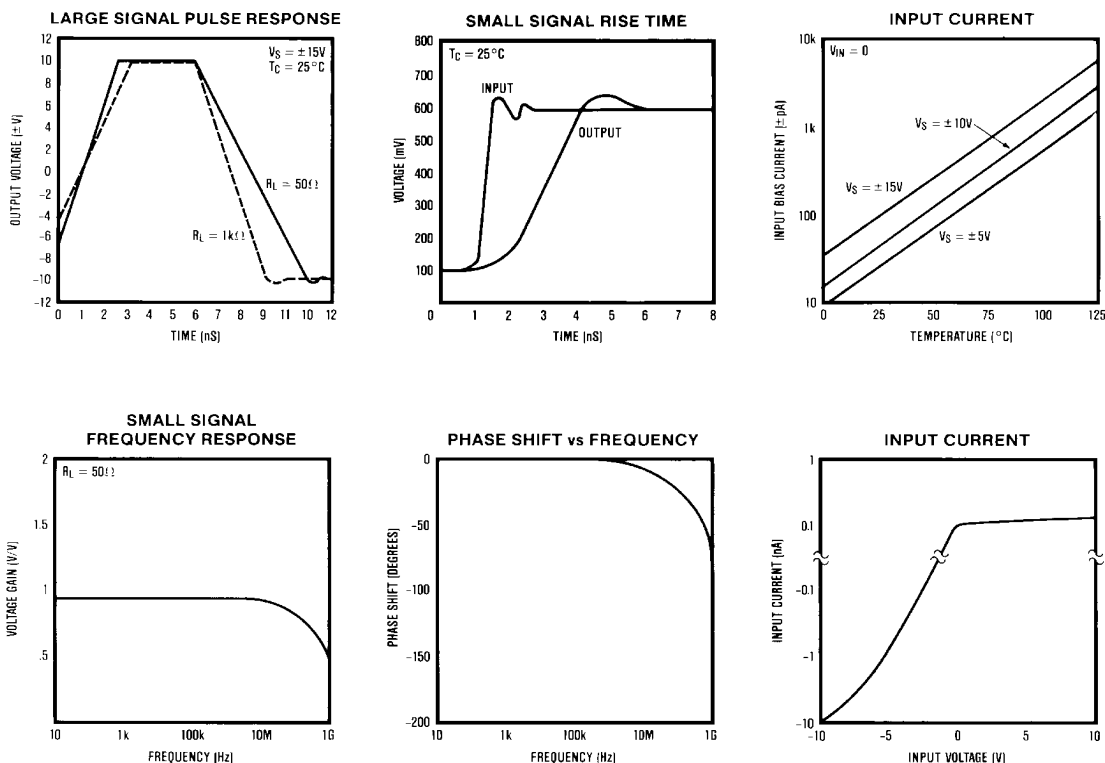 LARGE SIGNAL PULSE RESPONSE
12
10
8
6
4
2
0
-2
-4
-6
-8
-10
-12
OUTPUT VOLTAGE (±V)
VS = ±15V
TC = 25°C
RL = 50Ω
RL = 1kΩ
0 1 2 3 4 5 6 7 8 9 11 10 12
TIME (nS)
SMALL SIGNAL RISE TIME
800
700
600
500
400
300
200
100
VOLTAGE (mV)
TC = 25°C
INPUT
OUTPUT
0 1 2 3 4 5 6 7 8
TIME (nS)
INPUT CURRENT
10k
1k
100
10
INPUT BIAS CURRENT (±pA)
VIN = 0
VS = ±10V
VS = ±15V
VS = ±5V
0 25 50 75 100 125
TEMPERATURE (°C)
SMALL SIGNAL
FREQUENCY RESPONSE
2
1.5
1
.5
VOLTAGE GAIN (V/V)
RL = 50Ω
10 1k 100k 10M 1G
FREQUENCY (Hz)
PHASE SHIFT vs FREQUENCY
0
-50
-100
-150
-200
PHASE SHIFT (DEGREES)
10 1k 100k 10M 1G
FREQUENCY (Hz)
INPUT CURRENT
1
0.1
-0.1
-1
-10
INPUT CURRENT (nA)
-10 -5 0 5 10
INPUT VOLTAGE (V)